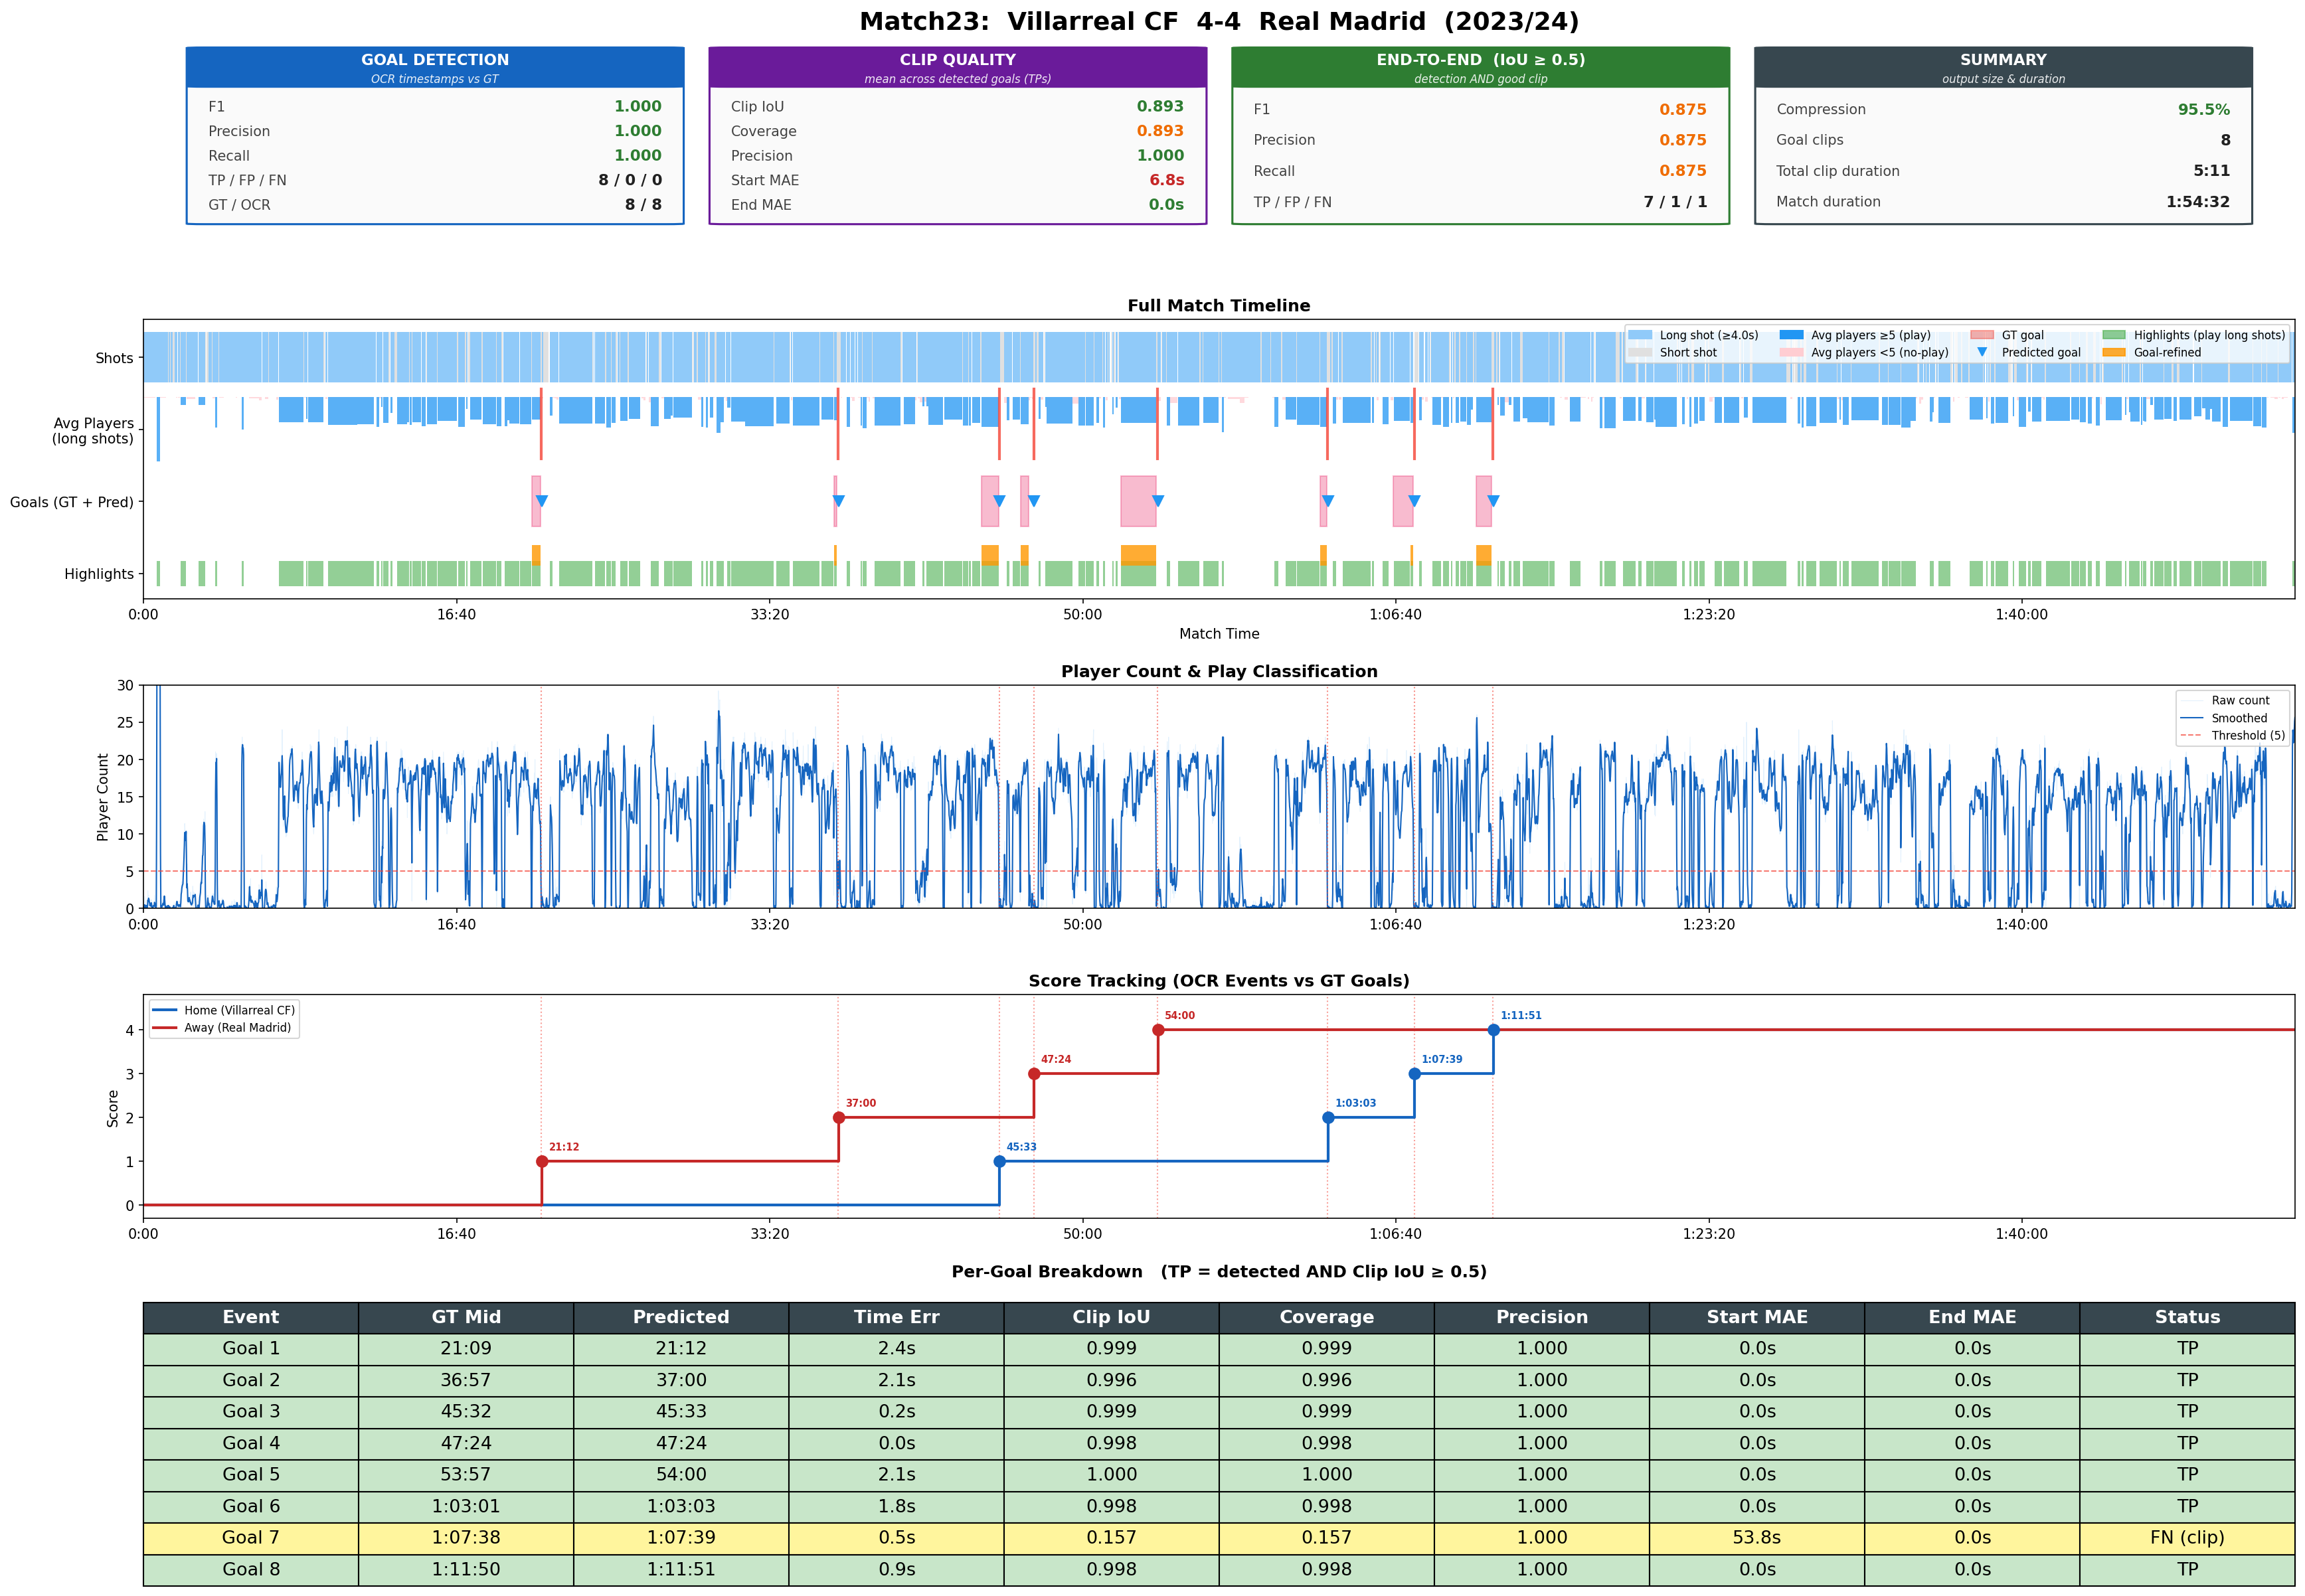 Match23:  Villarreal CF  4-4  Real Madrid  (2023/24)
GOAL DETECTION
OCR timestamps vs GT
F1 1.000
Precision 1.000
Recall 1.000
TP / FP / FN 8 / 0 / 0
GT / OCR 8 / 8
CLIP QUALITY
mean across detected goals (TPs)
Clip IoU 0.893
Coverage 0.893
Precision 1.000
Start MAE 6.8s
End MAE 0.0s
END-TO-END (IoU ≥ 0.5)
detection AND good clip
F1 0.875
Precision 0.875
Recall 0.875
TP / FP / FN 7 / 1 / 1
SUMMARY
output size & duration
Compression 95.5%
Goal clips 8
Total clip duration 5:11
Match duration 1:54:32
Full Match Timeline
Long shot (≥4.0s) Avg players ≥5 (play) GT goal Highlights (play long shots)
Short shot Avg players <5 (no-play) Predicted goal Goal-refined
Shots
Avg Players
(long shots)
Goals (GT + Pred)
Highlights
0:00 16:40 33:20 50:00 1:06:40 1:23:20 1:40:00
Match Time
Player Count & Play Classification
Raw count
Smoothed
Threshold (5)
Player Count
30
25
20
15
10
5
0
0:00 16:40 33:20 50:00 1:06:40 1:23:20 1:40:00
Score Tracking (OCR Events vs GT Goals)
Home (Villarreal CF)
Away (Real Madrid)
Score
4
3
2
1
0
21:12
37:00
45:33
47:24
54:00
1:03:03
1:07:39
1:11:51
0:00 16:40 33:20 50:00 1:06:40 1:23:20 1:40:00
Per-Goal Breakdown (TP = detected AND Clip IoU ≥ 0.5)
Event GT Mid Predicted Time Err Clip IoU Coverage Precision Start MAE End MAE Status
Goal 1 21:09 21:12 2.4s 0.999 0.999 1.000 0.0s 0.0s TP
Goal 2 36:57 37:00 2.1s 0.996 0.996 1.000 0.0s 0.0s TP
Goal 3 45:32 45:33 0.2s 0.999 0.999 1.000 0.0s 0.0s TP
Goal 4 47:24 47:24 0.0s 0.998 0.998 1.000 0.0s 0.0s TP
Goal 5 53:57 54:00 2.1s 1.000 1.000 1.000 0.0s 0.0s TP
Goal 6 1:03:01 1:03:03 1.8s 0.998 0.998 1.000 0.0s 0.0s TP
Goal 7 1:07:38 1:07:39 0.5s 0.157 0.157 1.000 53.8s 0.0s FN (clip)
Goal 8 1:11:50 1:11:51 0.9s 0.998 0.998 1.000 0.0s 0.0s TP